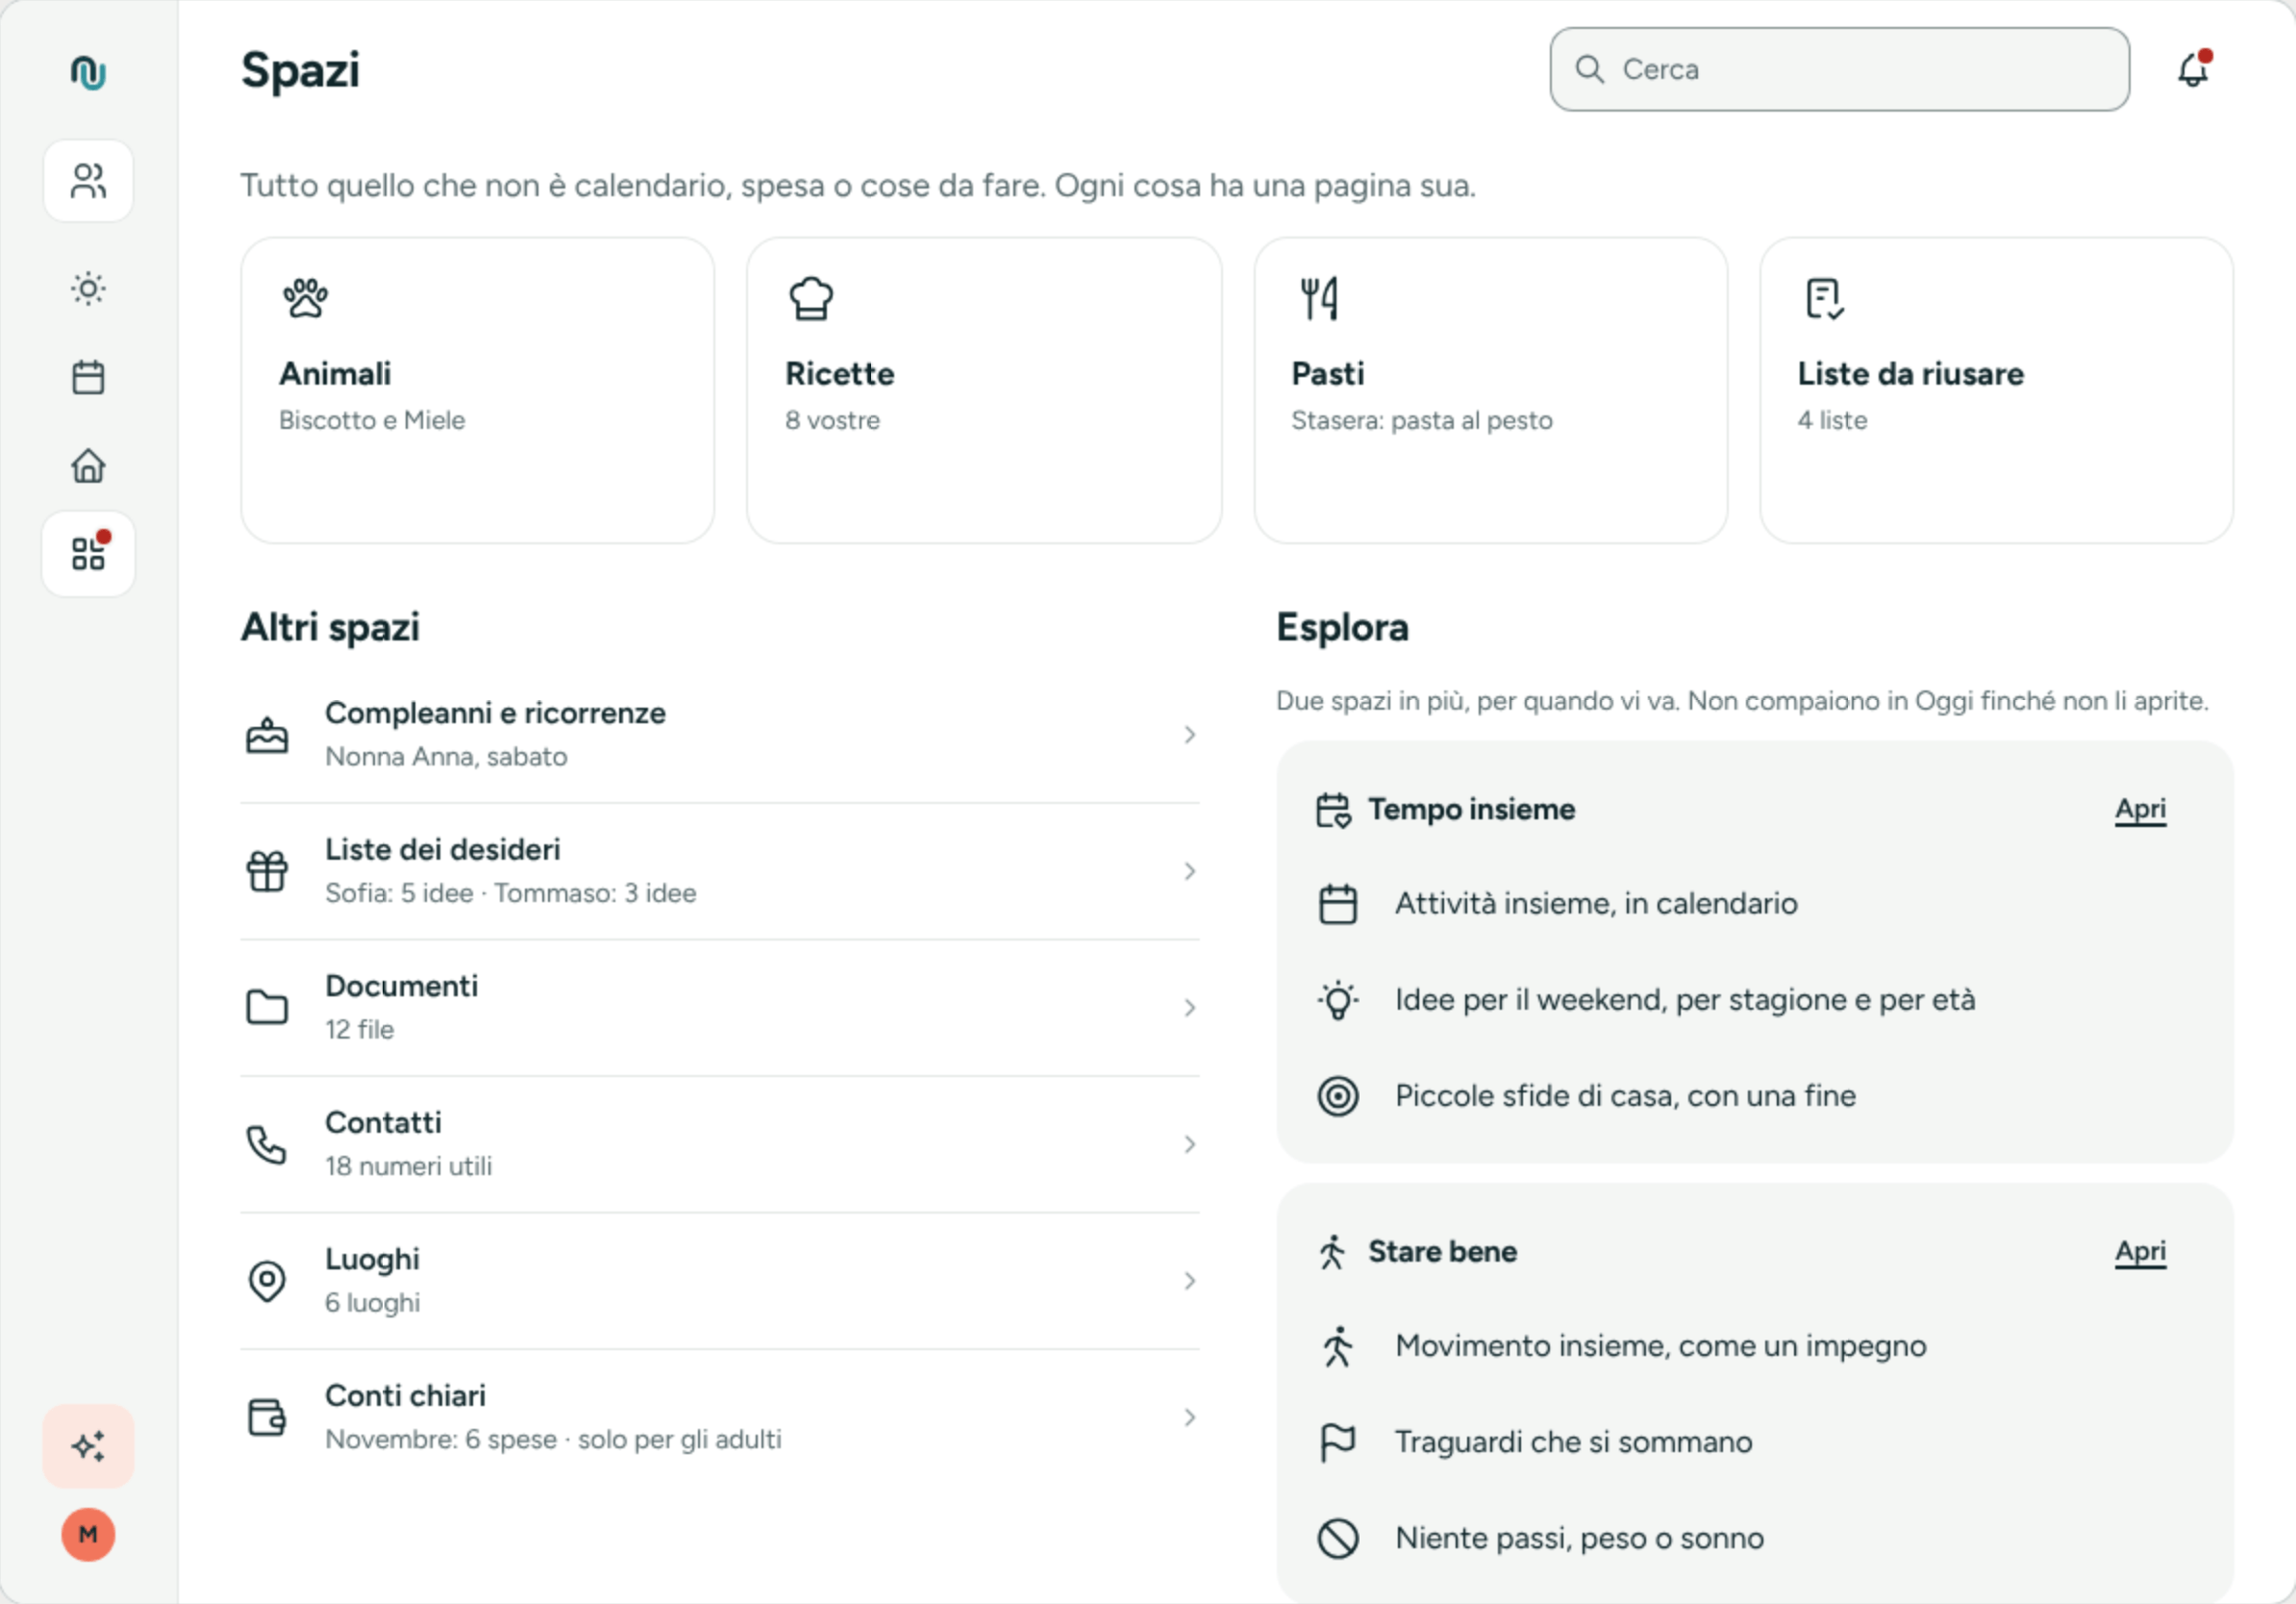 Spazi
Cerca
Tutto quello che non è calendario, spesa o cose da fare. Ogni cosa ha una pagina sua.
Animali
Biscotto e Miele
Ricette
8 vostre
Pasti
Stasera: pasta al pesto
Liste da riusare
4 liste
Altri spazi
Compleanni e ricorrenze
Nonna Anna, sabato
Liste dei desideri
Sofia: 5 idee · Tommaso: 3 idee
Documenti
12 file
Contatti
18 numeri utili
Luoghi
6 luoghi
Conti chiari
Novembre: 6 spese · solo per gli adulti
Esplora
Due spazi in più, per quando vi va. Non compaiono in Oggi finché non li aprite.
Tempo insieme
Apri
Attività insieme, in calendario
Idee per il weekend, per stagione e per età
Piccole sfide di casa, con una fine
Stare bene
Apri
Movimento insieme, come un impegno
Traguardi che si sommano
Niente passi, peso o sonno
M